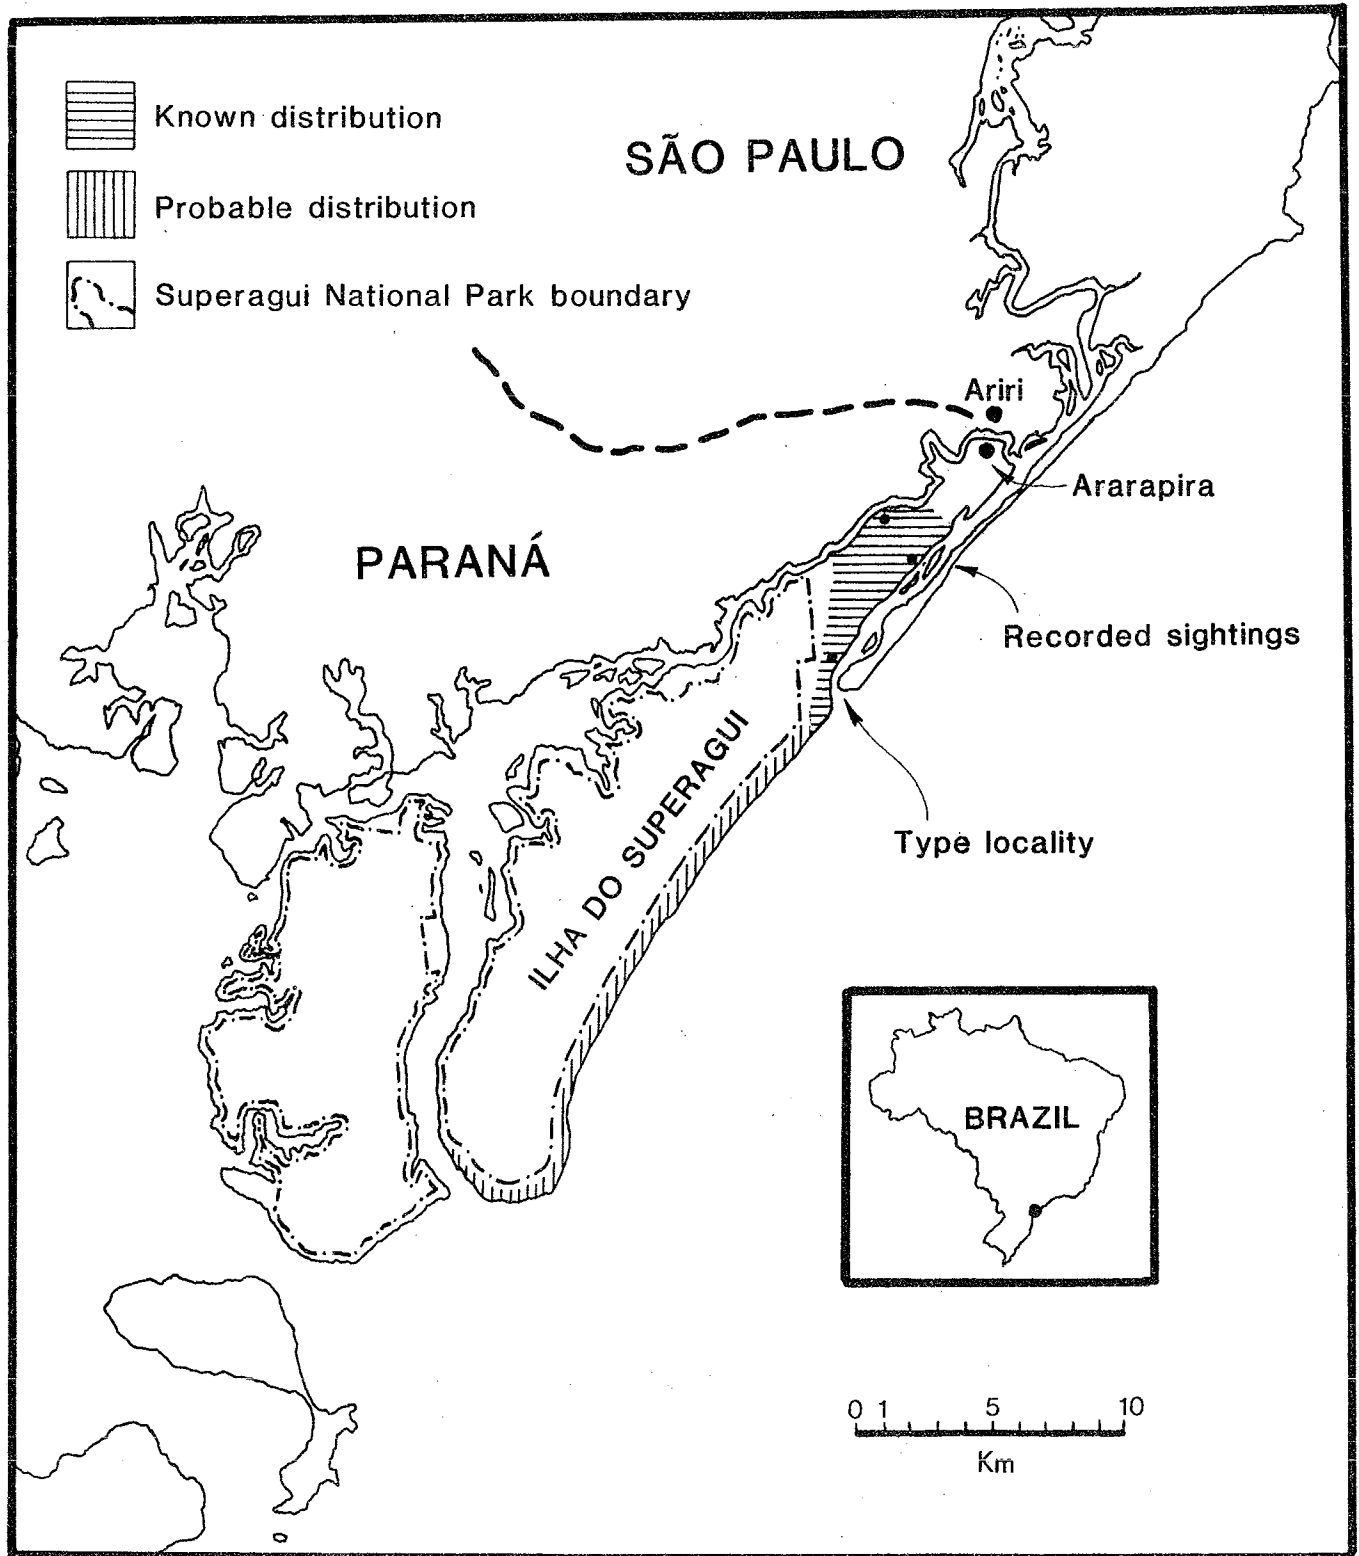 Known distribution
Probable distribution
Superagui National Park boundary
SÃO PAULO
Ariri
Ararapira
PARANÁ
Recorded sightings
ILHA DO SUPERAGUI
Type locality
BRAZIL
0 1 5 10
Km